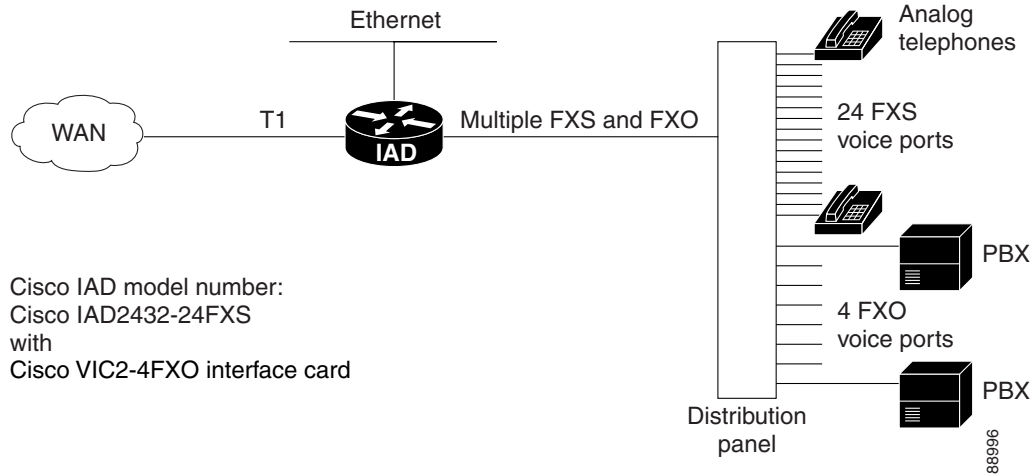 Ethernet
Analog
telephones
WAN
T1
IAD
Multiple FXS and FXO
24 FXS
voice ports
PBX
Cisco IAD model number:
Cisco IAD2432-24FXS
with
Cisco VIC2-4FXO interface card
4 FXO
voice ports
PBX
Distribution
panel
88996